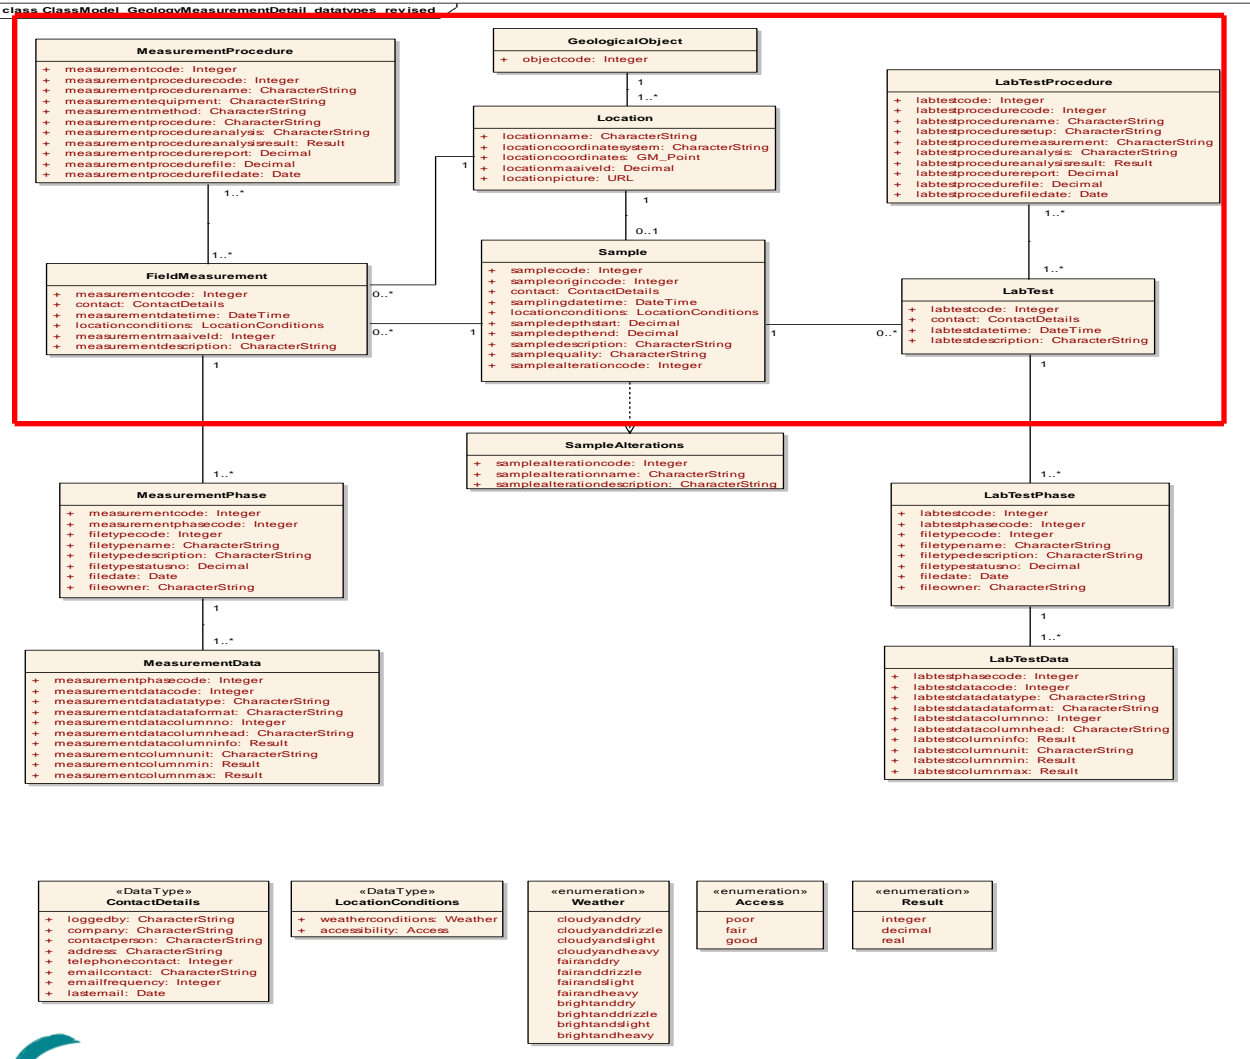 class ClassModel_GeologyMeasurementDetail_datatypes_revised
MeasurementProcedure
+ measurementcode: Integer
+ measurementprocedurecode: Integer
+ measurementprocedurename: CharacterString
+ measurementequipment: CharacterString
+ measurementmethod: CharacterString
+ measurementprocedure: CharacterString
+ measurementprocedureanalysis: CharacterString
+ measurementprocedureanalysisresult: Result
+ measurementprocedurereport: Decimal
+ measurementprocedurefile: Decimal
+ measurementprocedurefiledate: Date
1..*
1..*
GeologicalObject
+ objectcode: Integer
1
1..*
Location
+ locationname: CharacterString
+ locationcoordinatesystem: CharacterString
+ locationcoordinates: GM_Point
+ locationmaaiveld: Decimal
+ locationpicture: URL
1
1
0..1
LabTestProcedure
+ labtestcode: Integer
+ labtestprocedurecode: Integer
+ labtestprocedurename: CharacterString
+ labtestproceduresetup: CharacterString
+ labtestproceduremeasurement: CharacterString
+ labtestprocedureanalysis: CharacterString
+ labtestprocedureanalysisresult: Result
+ labtestprocedurereport: Decimal
+ labtestprocedurefile: Decimal
+ labtestprocedurefiledate: Date
1..*
1..*
FieldMeasurement
+ measurementcode: Integer
+ contact: ContactDetails
+ measurementdatetime: DateTime
+ locationconditions: LocationConditions
+ measurementmaaiveld: Integer
+ measurementdescription: CharacterString
0..*
0..*
1
1
Sample
+ samplecode: Integer
+ sampleorigincode: Integer
+ contact: ContactDetails
+ samplingdatetime: DateTime
+ locationconditions: LocationConditions
+ sampledepthstart: Decimal
+ sampledepthend: Decimal
+ sampledescription: CharacterString
+ samplequality: CharacterString
+ samplealterationcode: Integer
1
0..*
LabTest
+ labtestcode: Integer
+ contact: ContactDetails
+ labtestdatetime: DateTime
+ labtestdescription: CharacterString
1
SampleAlterations
+ samplealterationcode: Integer
+ samplealterationname: CharacterString
+ samplealterationdescription: CharacterString
1..*
MeasurementPhase
+ measurementcode: Integer
+ measurementphasecode: Integer
+ filetypecode: Integer
+ filetypename: CharacterString
+ filetypedescription: CharacterString
+ filetypestatusno: Decimal
+ filedate: Date
+ fileowner: CharacterString
1
1..*
1..*
LabTestPhase
+ labtestcode: Integer
+ labtestphasecode: Integer
+ filetypecode: Integer
+ filetypename: CharacterString
+ filetypedescription: CharacterString
+ filetypestatusno: Decimal
+ filedate: Date
+ fileowner: CharacterString
1
1..*
MeasurementData
+ measurementphasecode: Integer
+ measurementdatacode: Integer
+ measurementdatadatatype: CharacterString
+ measurementdatadataformat: CharacterString
+ measurementdatacolumnno: Integer
+ measurementdatacolumnhead: CharacterString
+ measurementdatacolumninfo: Result
+ measurementcolumnunit: CharacterString
+ measurementcolumnmin: Result
+ measurementcolumnmax: Result
LabTestData
+ labtestphasecode: Integer
+ labtestdatacode: Integer
+ labtestdatadatatype: CharacterString
+ labtestdatadataformat: CharacterString
+ labtestdatacolumnno: Integer
+ labtestdatacolumnhead: CharacterString
+ labtestcolumninfo: Result
+ labtestcolumnunit: CharacterString
+ labtestcolumnmin: Result
+ labtestcolumnmax: Result
«DataType»
ContactDetails
+ loggedby: CharacterString
+ company: CharacterString
+ contactperson: CharacterString
+ address: CharacterString
+ telephonecontact: Integer
+ emailcontact: CharacterString
+ emailfrequency: Integer
+ lastemail: Date
«DataType»
LocationConditions
+ weatherconditions: Weather
+ accessibility: Access
«enumeration»
Weather
cloudyanddry
cloudyanddrizzle
cloudyandslight
cloudyandheavy
fairanddry
fairanddrizzle
fairandslight
fairandheavy
brightanddry
brightanddrizzle
brightandslight
brightandheavy
«enumeration»
Access
poor
fair
good
«enumeration»
Result
integer
decimal
real